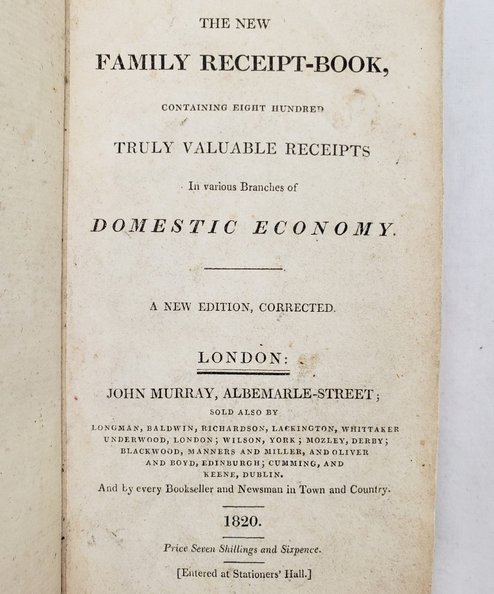 THE NEW
FAMILY RECEIPT-BOOK,
CONTAINING EIGHT HUNDRED
TRULY VALUABLE RECEIPTS
In various Branches of
DOMESTIC ECONOMY.
A NEW EDITION, CORRECTED.
LONDON:
JOHN MURRAY, ALBEMARLE-STREET;
SOLD ALSO BY
LONGMAN, BALDWIN, RICHARDSON, LACKINGTON, WHITTAKER
UNDERWOOD, LONDON; WILSON, YORK; MOZLEY, DERBY;
BLACKWOOD, MANNERS AND MILLER, AND OLIVER
AND BOYD, EDINBURGH; CUMMING, AND
KEENE, DUBLIN.
And by every Bookseller and Newsman in Town and Country.
1820.
Price Seven Shillings and Sixpence.
[Entered at Stationers' Hall.]